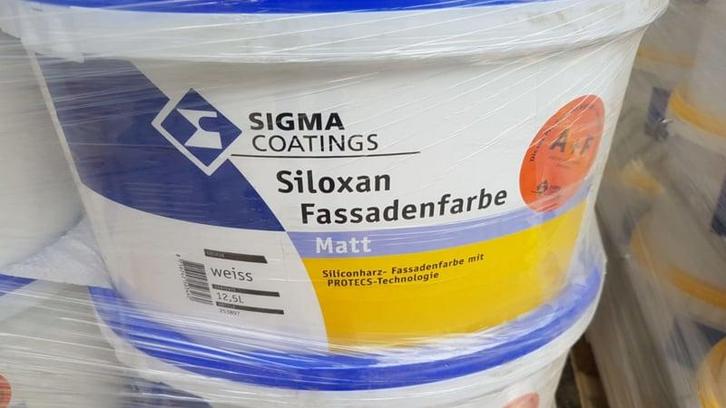 SIGMA
COATINGS
Siloxan
Fassadenfarbe
Matt
Siliconharz- Fassadenfarbe mit
PROTECS-Technologie
weiss
12,5L
A+F